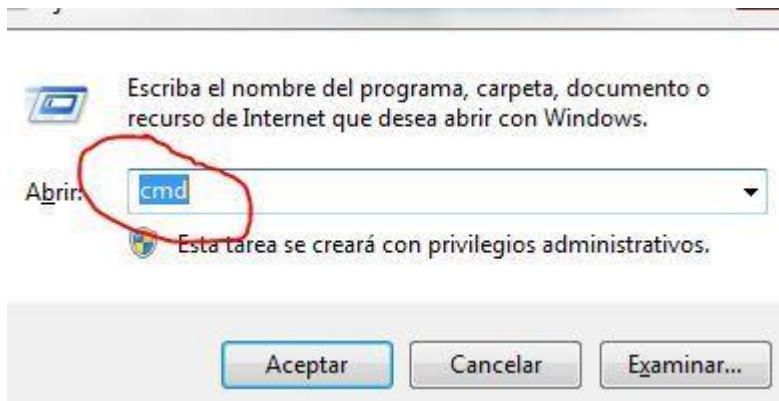 Escriba el nombre del programa, carpeta, documento o
recurso de Internet que desea abrir con Windows.
Abrir: cmd
Esta tarea se creará con privilegios administrativos.
Aceptar Cancelar Examinar...